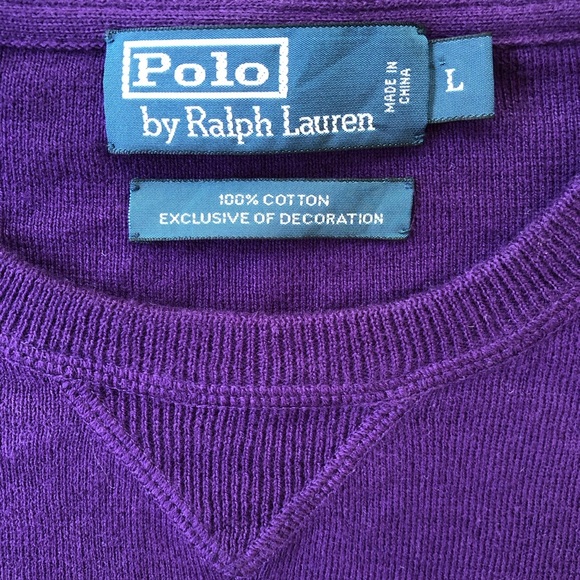 Polo
by Ralph Lauren
MADE IN
CHINA
L
100% COTTON
EXCLUSIVE OF DECORATION